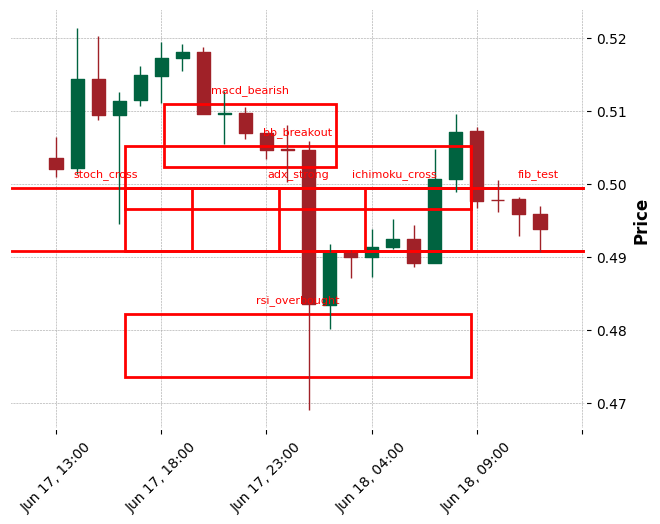 macd_bearish
bb_breakout
stoch_cross
adx_strong
ichimoku_cross
fib_test
rsi_overbought
0.52
0.51
0.50
0.49
0.48
0.47
Price
Jun 17, 13:00
Jun 17, 18:00
Jun 17, 23:00
Jun 18, 04:00
Jun 18, 09:00